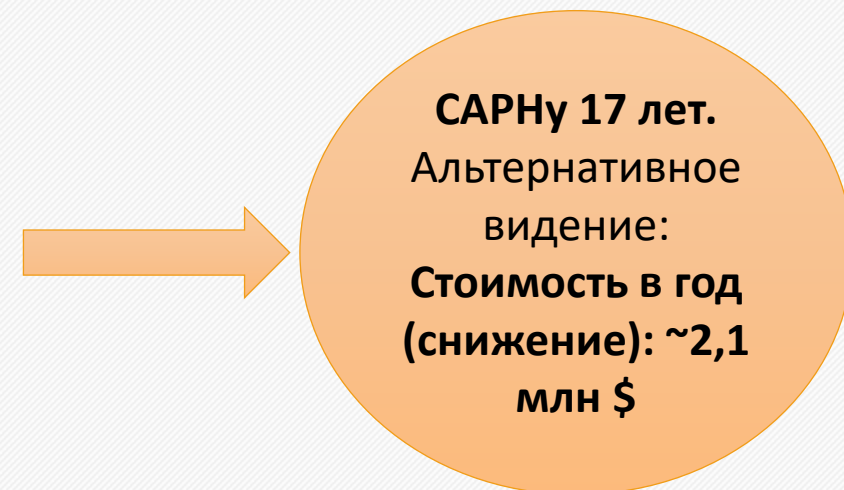 САРНу 17 лет.
Альтернативное
видение:
Стоимость в год
(снижение): ~2,1
млн $